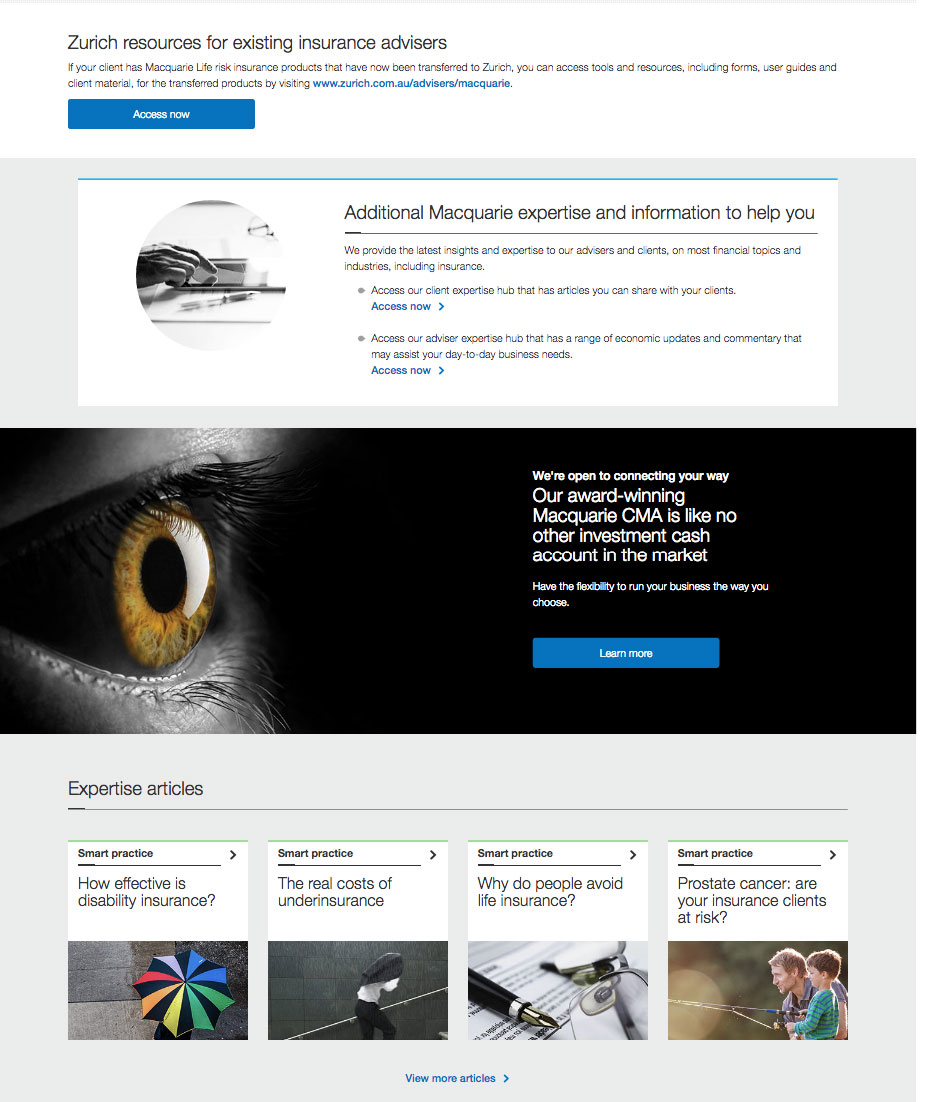 Zurich resources for existing insurance advisers
If your client has Macquarie Life risk insurance products that have now been transferred to Zurich, you can access tools and resources, including forms, user guides and
client material, for the transferred products by visiting www.zurich.com.au/advisers/macquarie.
Access now
Additional Macquarie expertise and information to help you
We provide the latest insights and expertise to our advisers and clients, on most financial topics and
industries, including insurance.
Access our client expertise hub that has articles you can share with your clients.
Access now
Access our adviser expertise hub that has a range of economic updates and commentary that
may assist your day-to-day business needs.
Access now
We're open to connecting your way
Our award-winning
Macquarie CMA is like no
other investment cash
account in the market
Have the flexibility to run your business the way you
choose.
Learn more
Expertise articles
Smart practice
How effective is
disability insurance?
Smart practice
The real costs of
underinsurance
Smart practice
Why do people avoid
life insurance?
Smart practice
Prostate cancer: are
your insurance clients
at risk?
View more articles